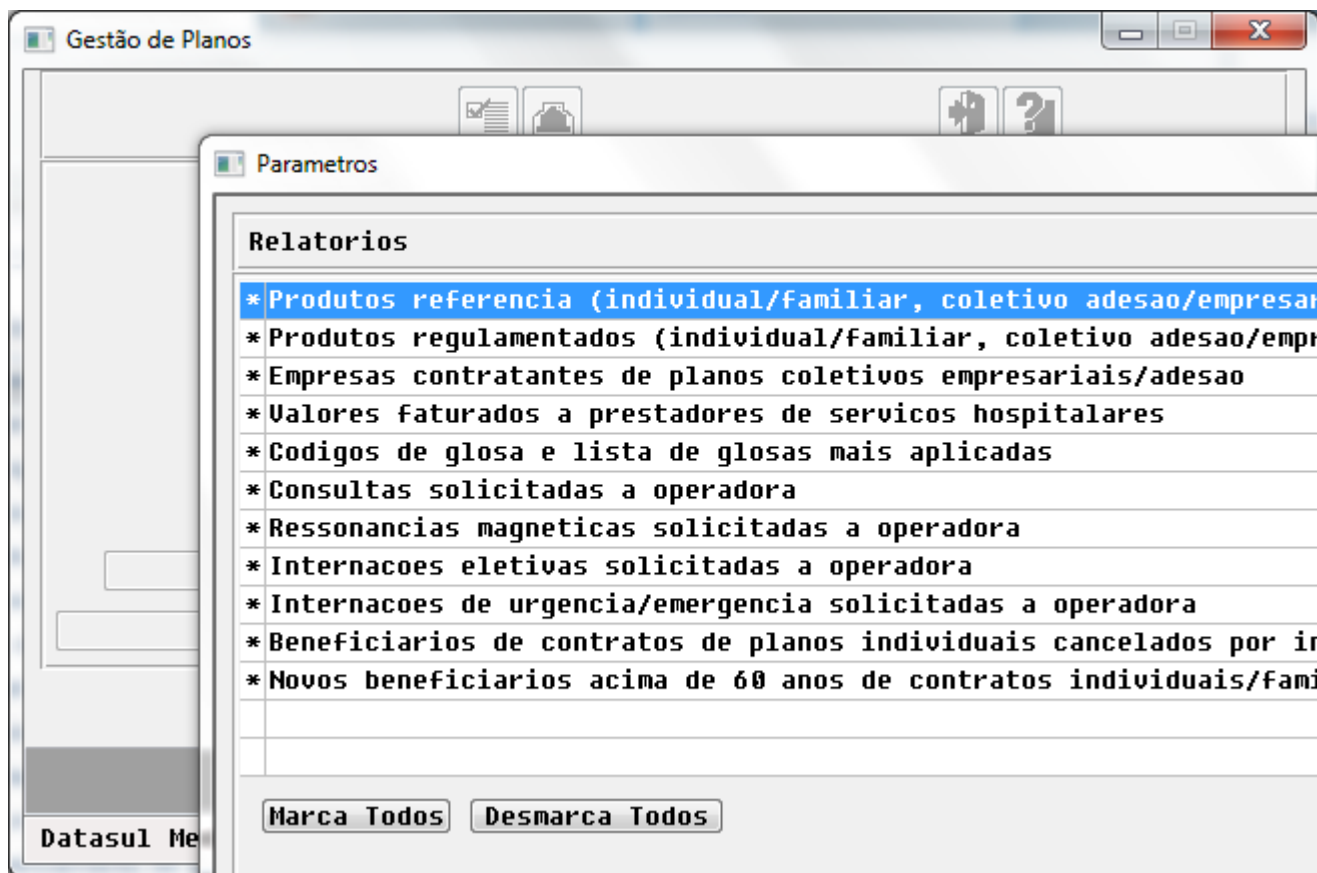 Gestão de Planos
Parametros
Relatorios
* Produtos referencia (individual/familiar, coletivo adesao/empresar
* Produtos regulamentados (individual/familiar, coletivo adesao/empr
* Empresas contratantes de planos coletivos empresariais/adesao
* Valores faturados a prestadores de servicos hospitalares
* Codigos de glosa e lista de glosas mais aplicadas
* Consultas solicitadas a operadora
* Ressonancias magneticas solicitadas a operadora
* Internacoes eletivas solicitadas a operadora
* Internacoes de urgencia/emergencia solicitadas a operadora
* Beneficiarios de contratos de planos individuais cancelados por in
* Novos beneficiarios acima de 60 anos de contratos individuais/fami
Marca Todos Desmarca Todos
Datasul Me